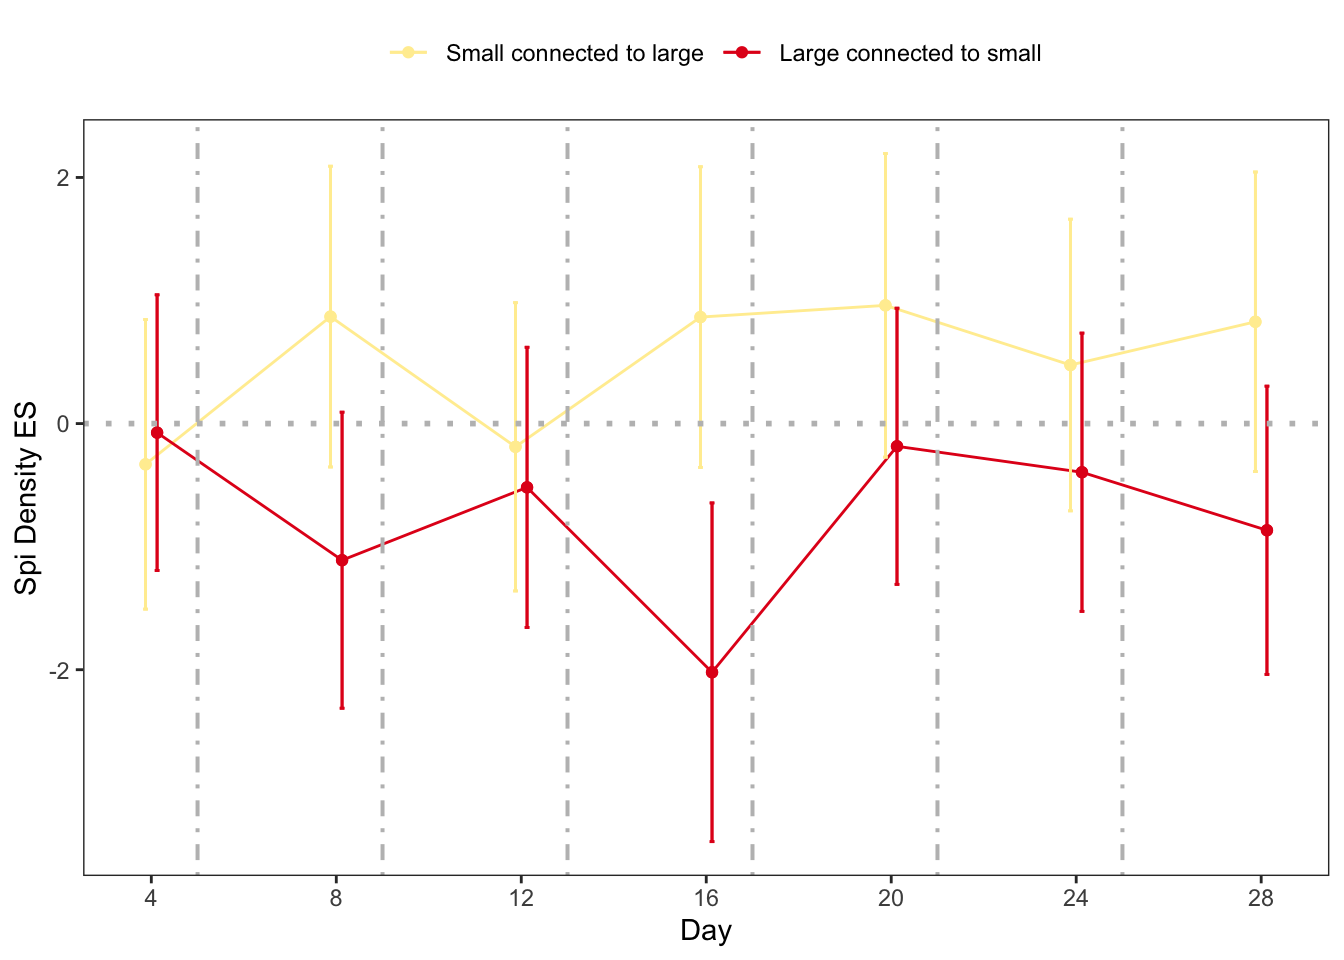 Small connected to large Large connected to small
2
0
-2
Spi Density ES
4 8 12 16 20 24 28
Day